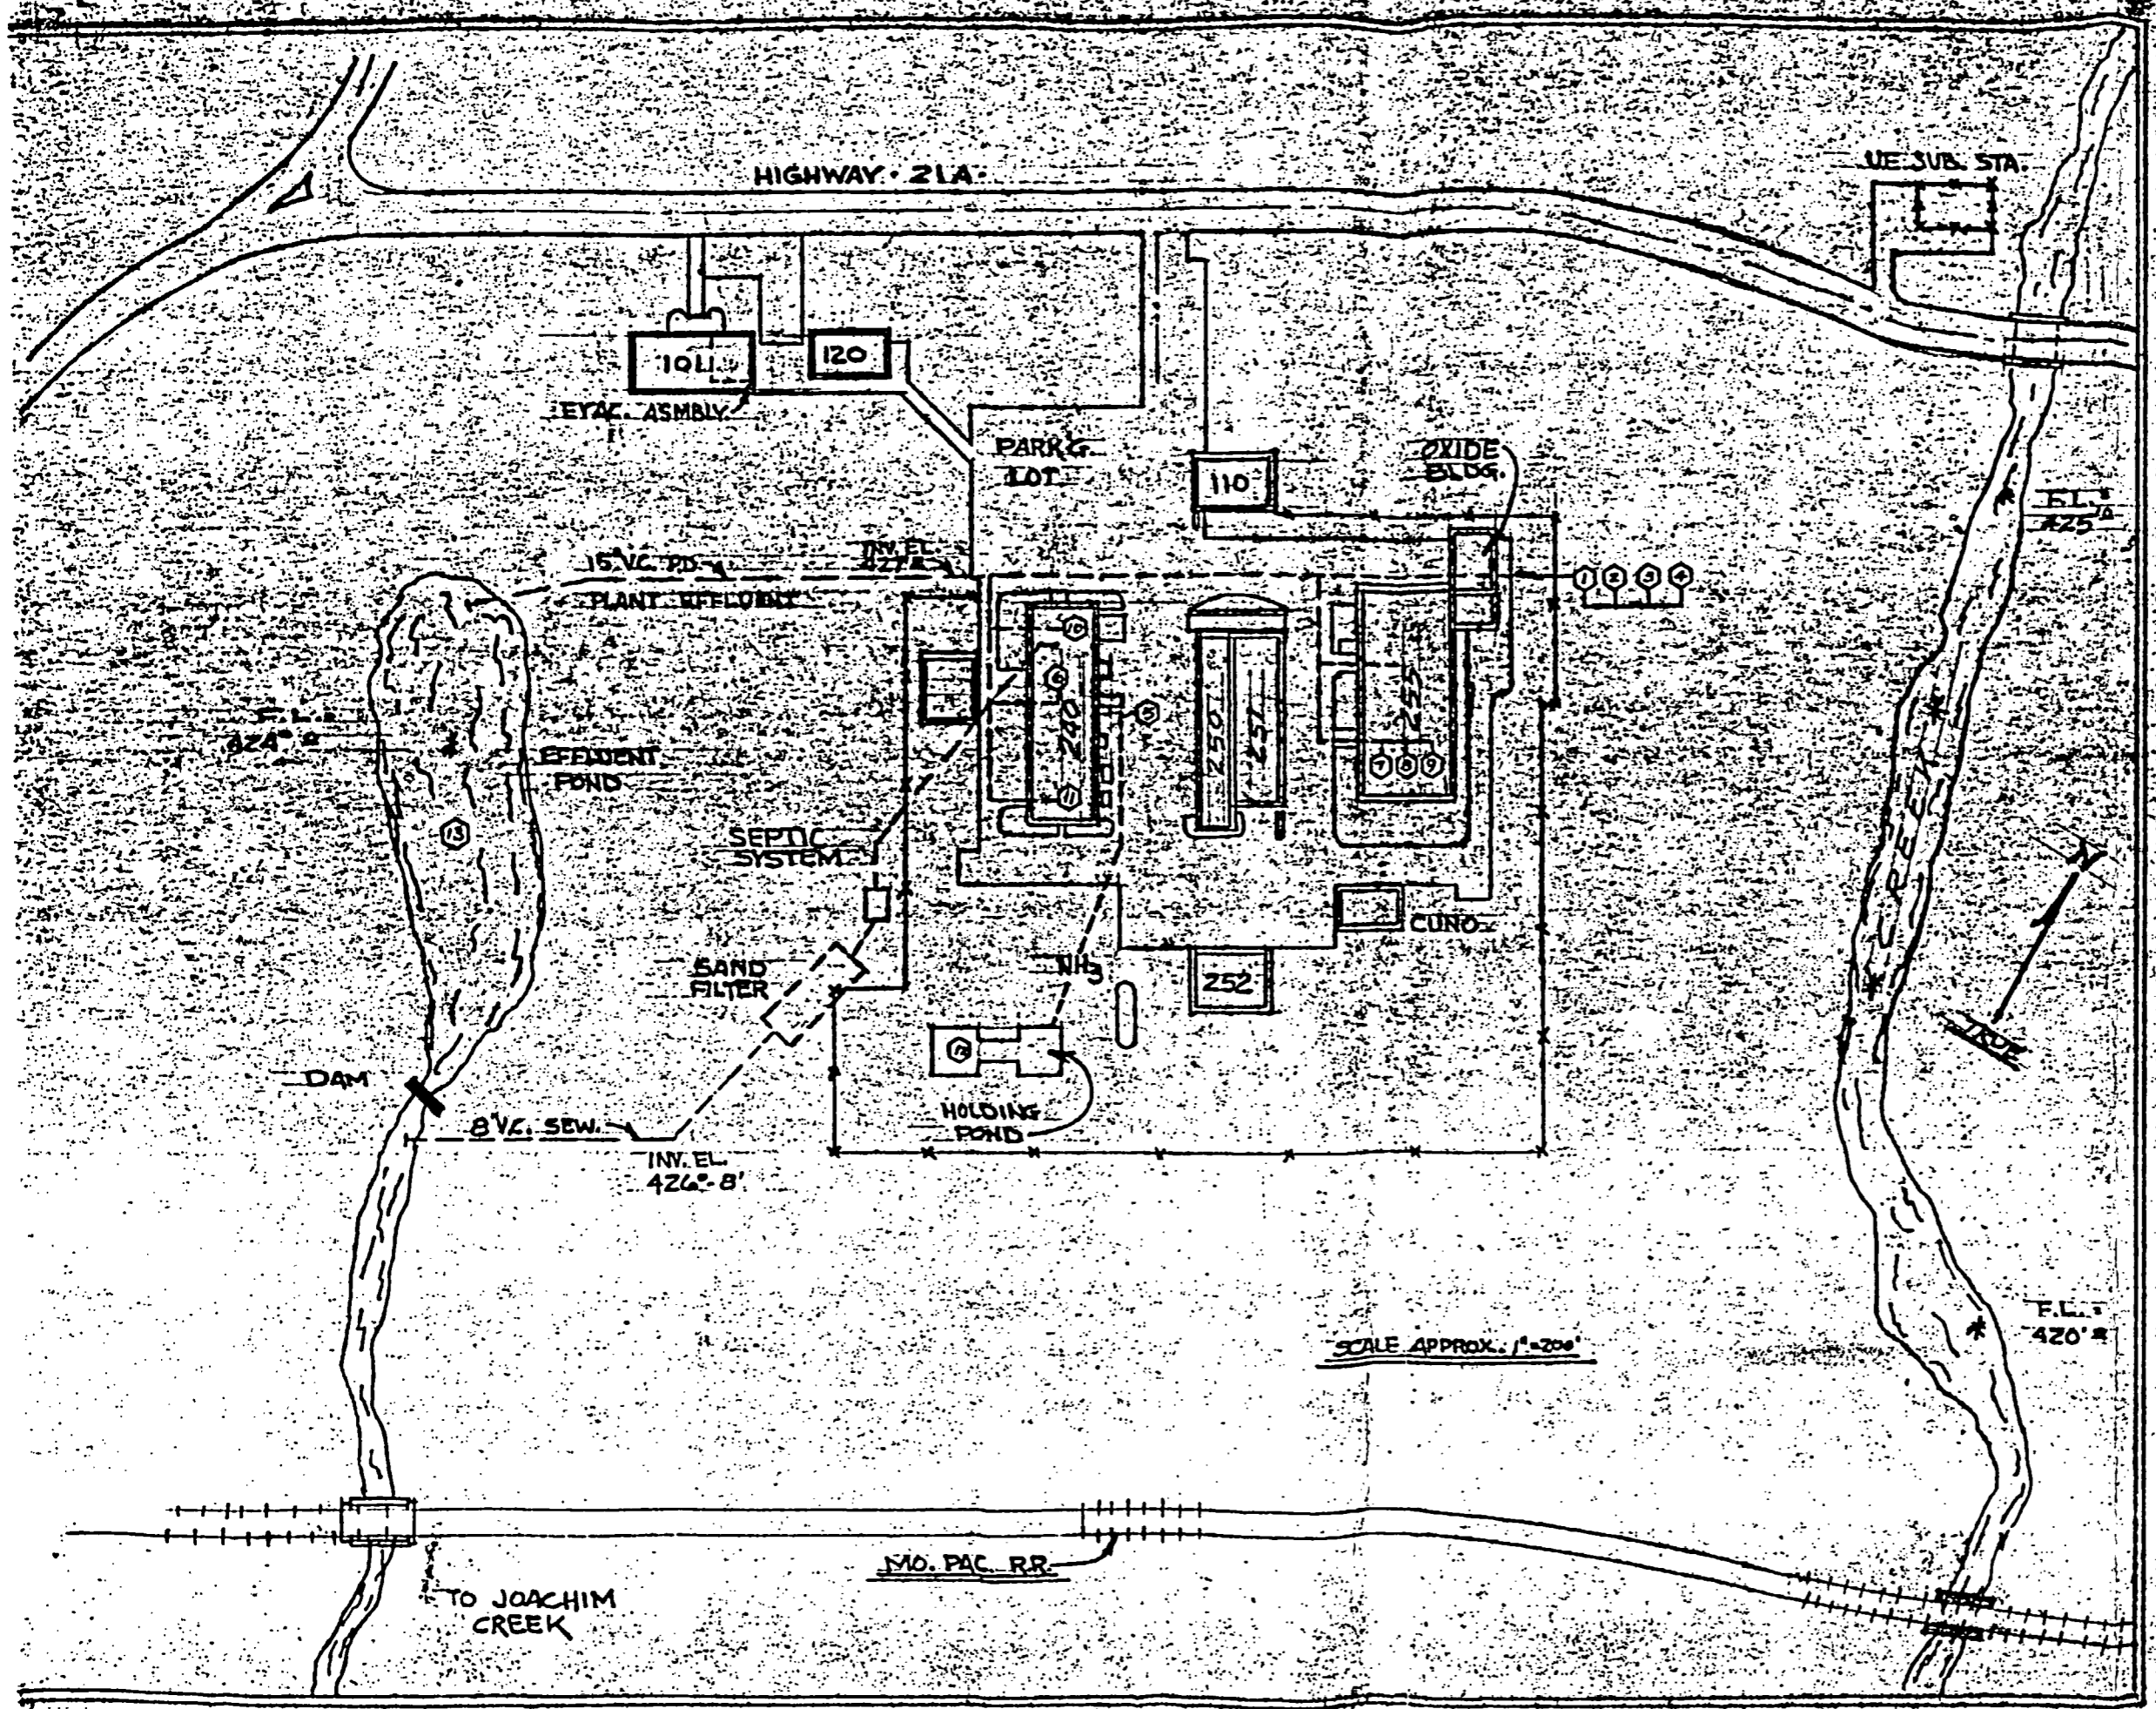 HIGHWAY · 21A
UE. SUB. STA.
101
120
EVAC. ASMBLY
PARK'G.
LOT
110
OXIDE
BLDG.
F.L. =
425'
15" V.C. P.D.
INV. EL.
PLANT EFFLUENT
1 2 3 4
10
6
5
240
250
251
255
7 8 9
11
F.L. =
EFFLUENT
POND
13
SEPTIC
SYSTEM
CREEK
N
TRUE
CUNO
SAND
FILTER
NH3
252
12
DAM
HOLDING
POND
8" V.C. SEW.
INV. EL.
426'-8'
SCALE APPROX. 1"=200'
F.L. =
420'
MO. PAC. R.R.
TO JOACHIM
CREEK